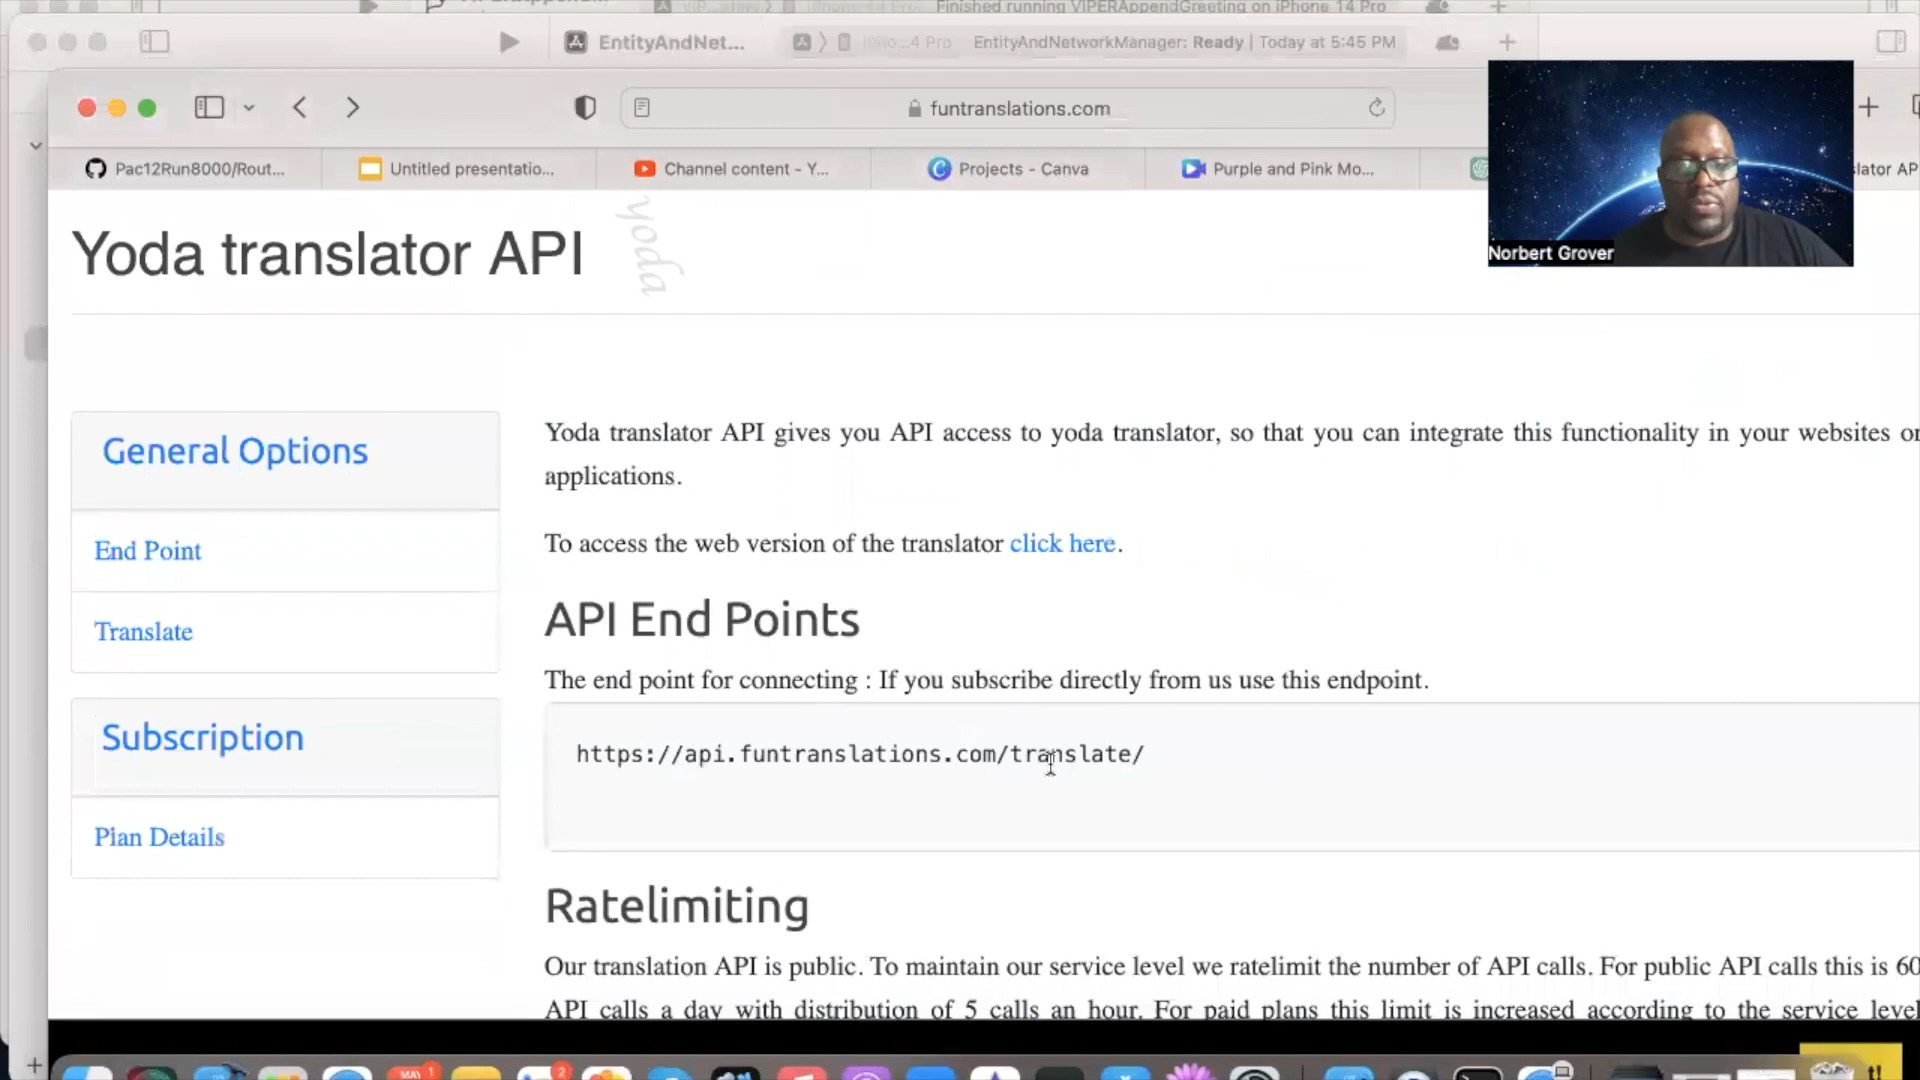 Finished running VIPERAppendGreeting on iPhone 14 Pro
EntityAndNet...
4 Pro
EntityAndNetworkManager: Ready | Today at 5:45 PM
funtranslations.com
Pac12Run8000/Rout...
Untitled presentatio...
Channel content - Y...
Projects - Canva
Purple and Pink Mo...
lator AP
Norbert Grover
Yoda translator API
yoda
General Options
End Point
Translate
Subscription
Plan Details
Yoda translator API gives you API access to yoda translator, so that you can integrate this functionality in your websites or
applications.
To access the web version of the translator click here.
API End Points
The end point for connecting : If you subscribe directly from us use this endpoint.
https://api.funtranslations.com/translate/
Ratelimiting
Our translation API is public. To maintain our service level we ratelimit the number of API calls. For public API calls this is 60
API calls a day with distribution of 5 calls an hour. For paid plans this limit is increased according to the service level
MAY 1
2